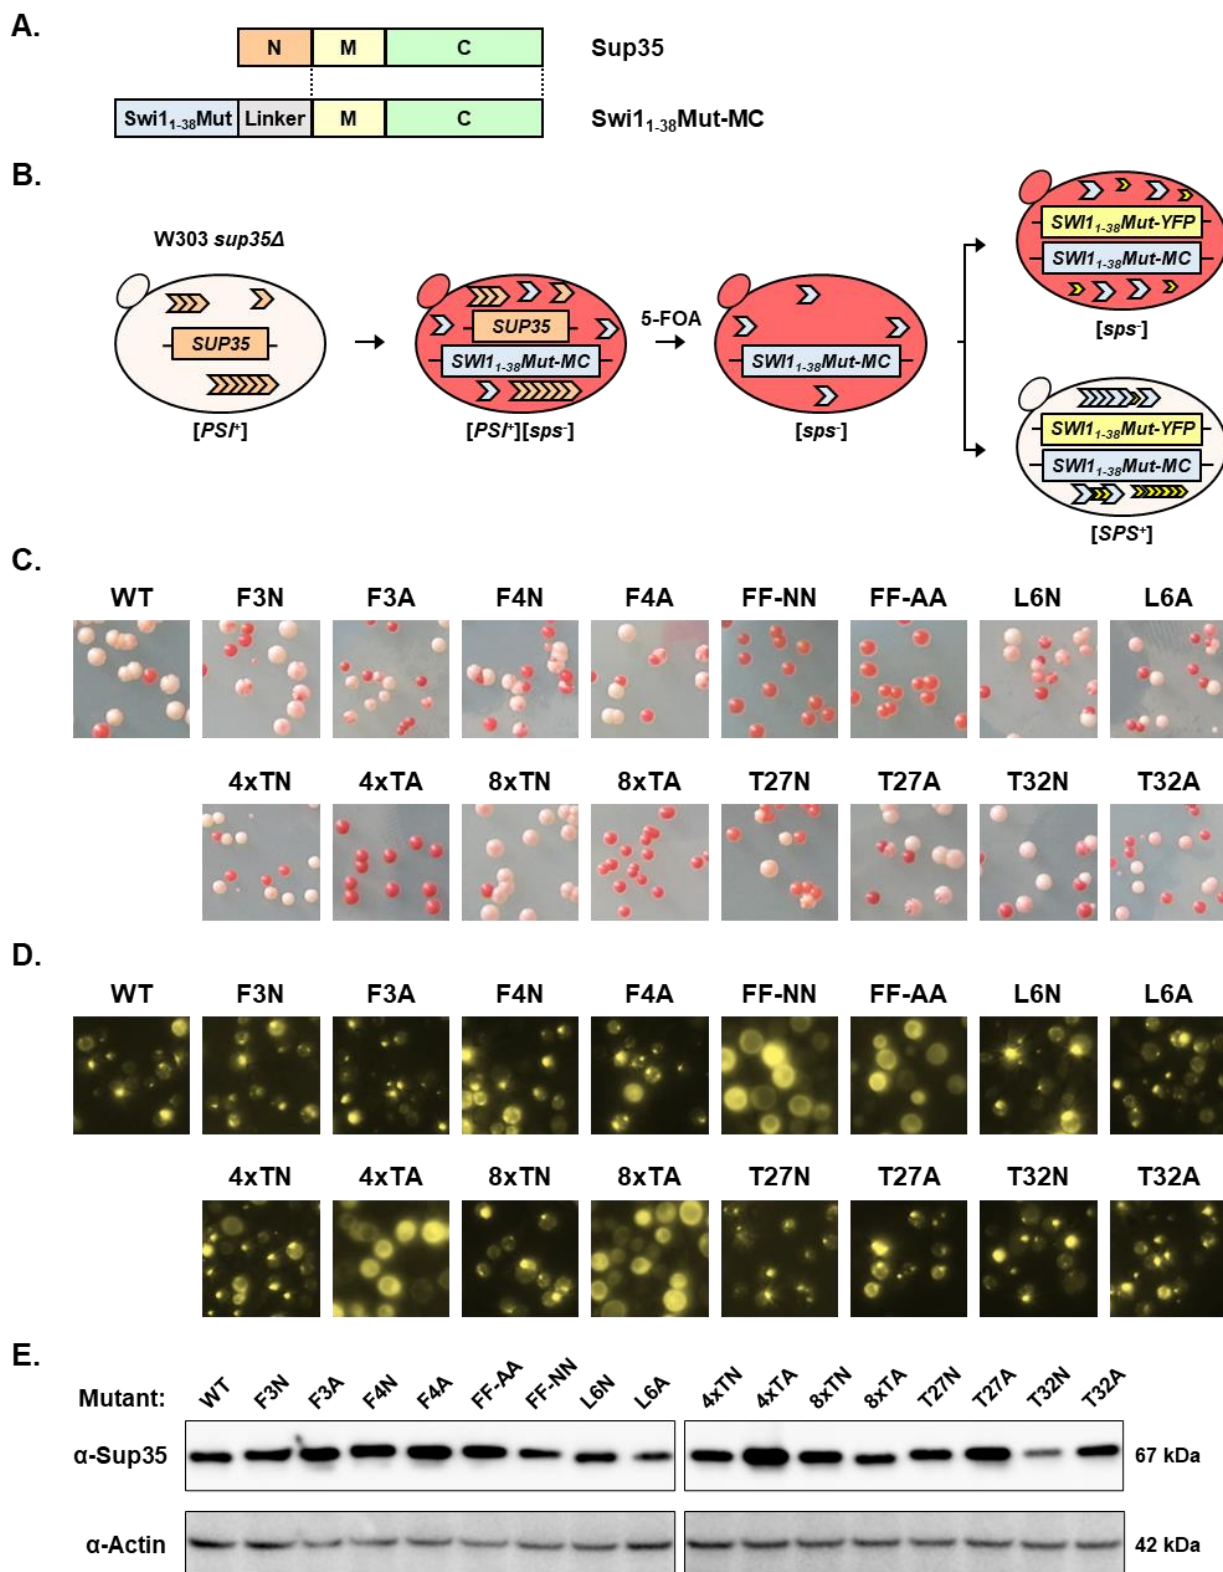 A.
N M C Sup35
Swi1₁₋₃₈Mut Linker M C Swi1₁₋₃₈Mut-MC
B.
W303 sup35Δ
SUP35
[PSI⁺]
SUP35
SWI1₁₋₃₈Mut-MC
[PSI⁺][sps⁻]
5-FOA
SWI1₁₋₃₈Mut-MC
[sps⁻]
SWI1₁₋₃₈Mut-YFP
SWI1₁₋₃₈Mut-MC
[sps⁻]
SWI1₁₋₃₈Mut-YFP
SWI1₁₋₃₈Mut-MC
[SPS⁺]
C.
WT F3N F3A F4N F4A FF-NN FF-AA L6N L6A
4xTN 4xTA 8xTN 8xTA T27N T27A T32N T32A
D.
WT F3N F3A F4N F4A FF-NN FF-AA L6N L6A
4xTN 4xTA 8xTN 8xTA T27N T27A T32N T32A
E.
Mutant: WT F3N F3A F4N F4A FF-AA FF-NN L6N L6A 4xTN 4xTA 8xTN 8xTA T27N T27A T32N T32A
α-Sup35 67 kDa
α-Actin 42 kDa